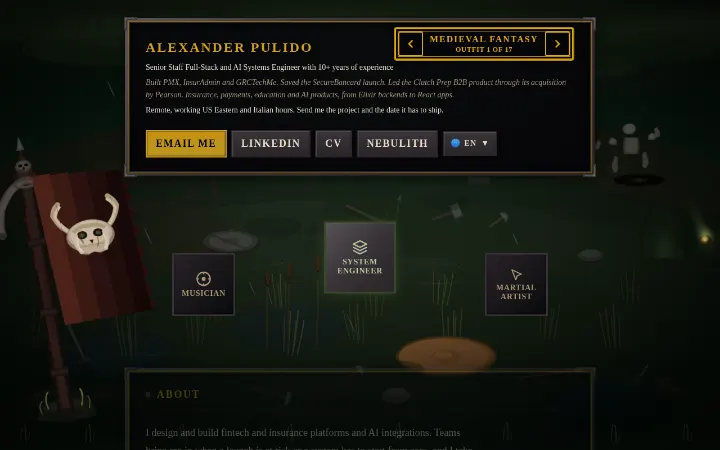 ALEXANDER PULIDO
MEDIEVAL FANTASY
OUTFIT 1 OF 17
Senior Staff Full-Stack and AI Systems Engineer with 10+ years of experience
Built PMX, InsurAdmin and GRCTechMe. Saved the SecureBoneard launch. Led the Clutch Prep B2B product through its acquisition
by Pearson. Insurance, payments, education and AI products, from Elixir backends to React apps.
Remote, working US Eastern and Italian hours. Send me the project and the date it has to ship.
EMAIL ME
LINKEDIN
CV
NEBULITH
EN ▼
SYSTEM
ENGINEER
MUSICIAN
MARTIAL
ARTIST
ABOUT
I design and build fintech and insurance platforms and AI integrations. Teams